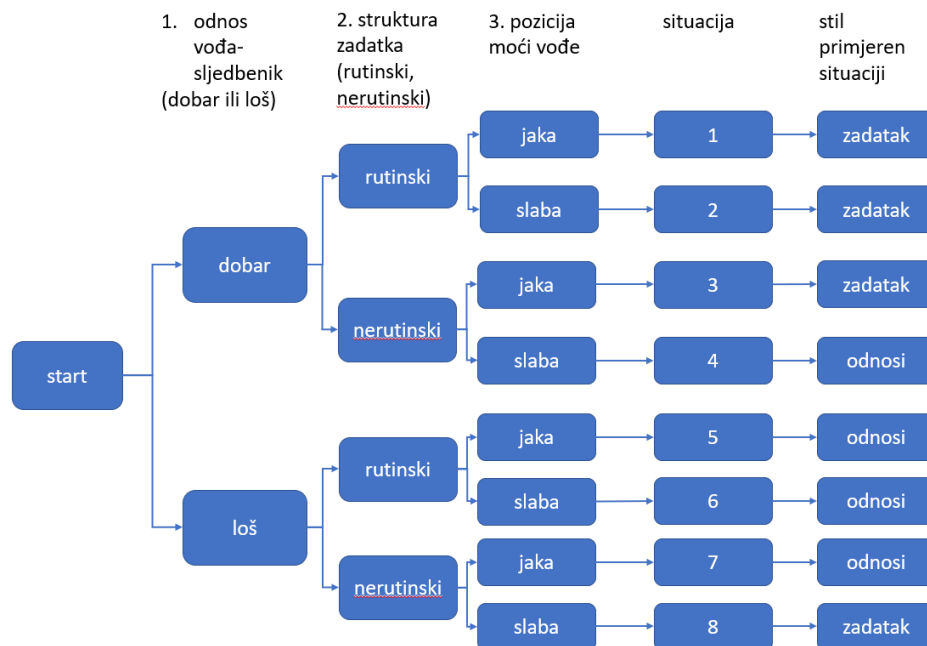 1. odnos
vođa-
sljedbenik
(dobar ili loš)
2. struktura
zadatka
(rutinski,
nerutinski)
3. pozicija
moći vođe
situacija
stil
primjeren
situaciji
start
dobar
loš
rutinski
nerutinski
rutinski
nerutinski
jaka
1
zadatak
slaba
2
zadatak
jaka
3
zadatak
slaba
4
odnosi
jaka
5
odnosi
slaba
6
odnosi
jaka
7
odnosi
slaba
8
zadatak